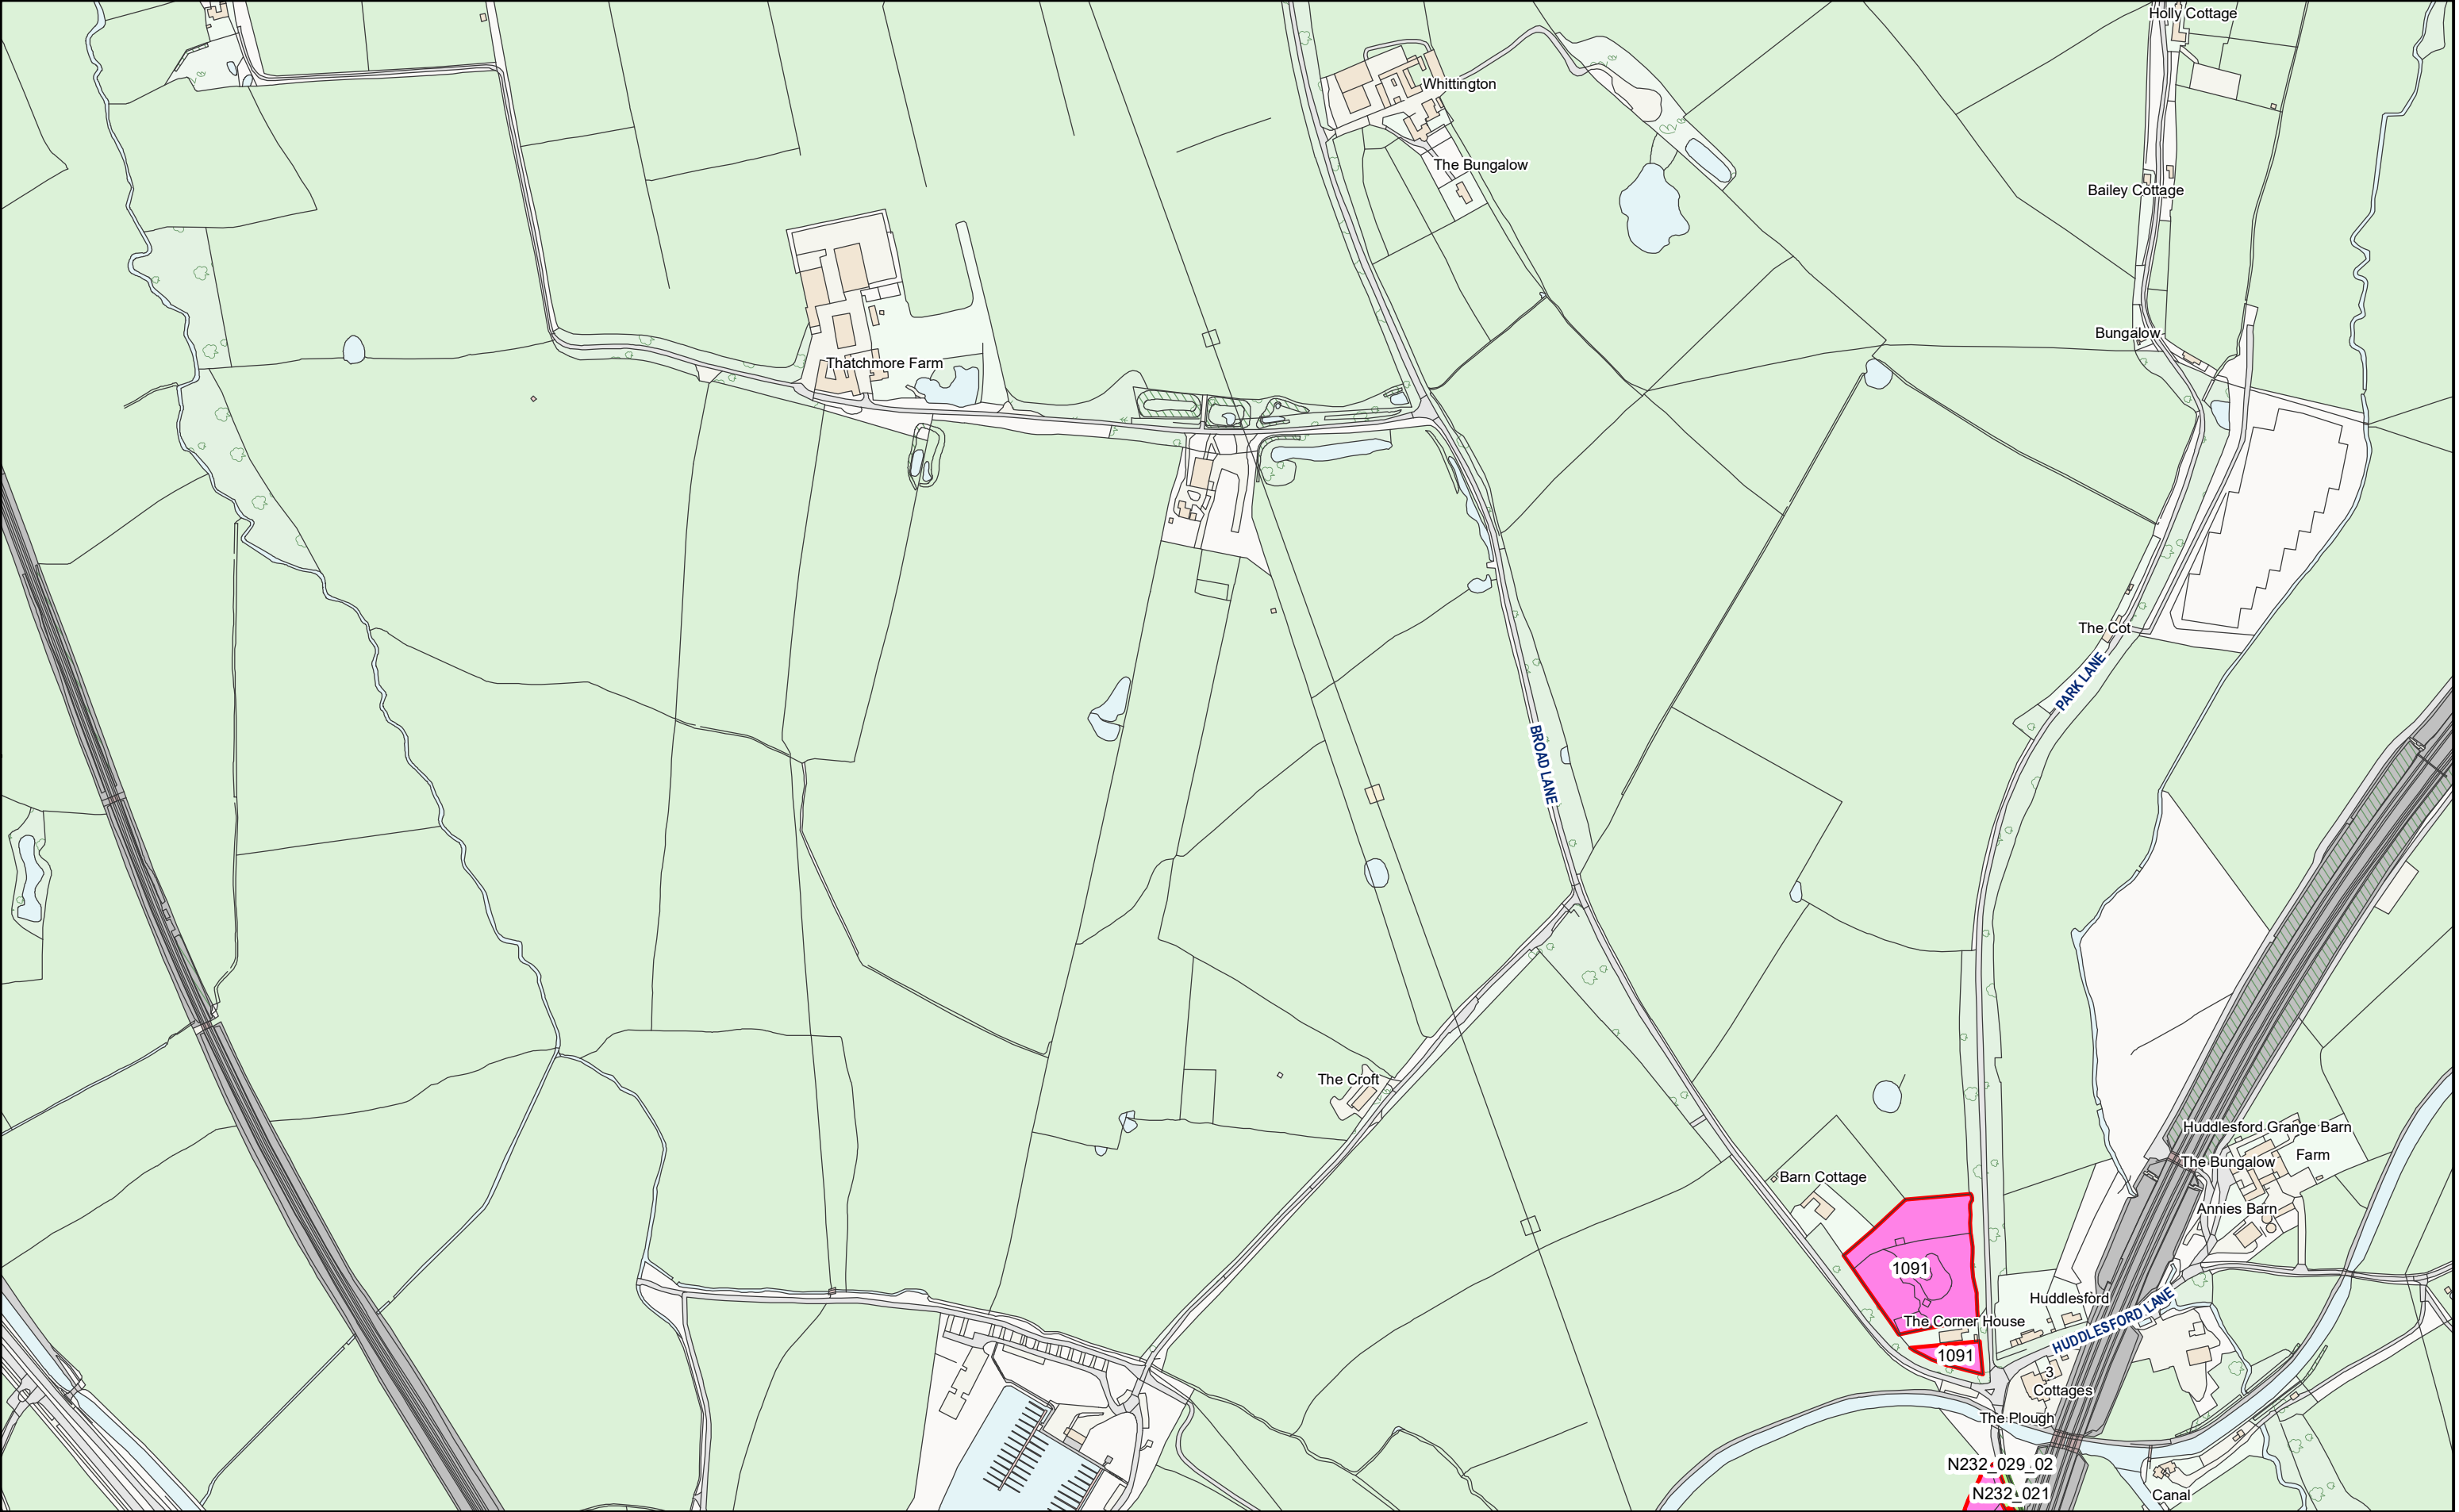 Holly Cottage
Whittington
The Bungalow
Bailey Cottage
Bungalow
Thatchmore Farm
The Cot
PARK LANE
BROAD LANE
The Croft
Huddlesford Grange Barn
The Bungalow
Farm
Barn Cottage
Annies Barn
1091
Huddlesford
The Corner House
HUDDLESFORD LANE
1091
3
Cottages
The Plough
N232_029_02
N232_021
Canal